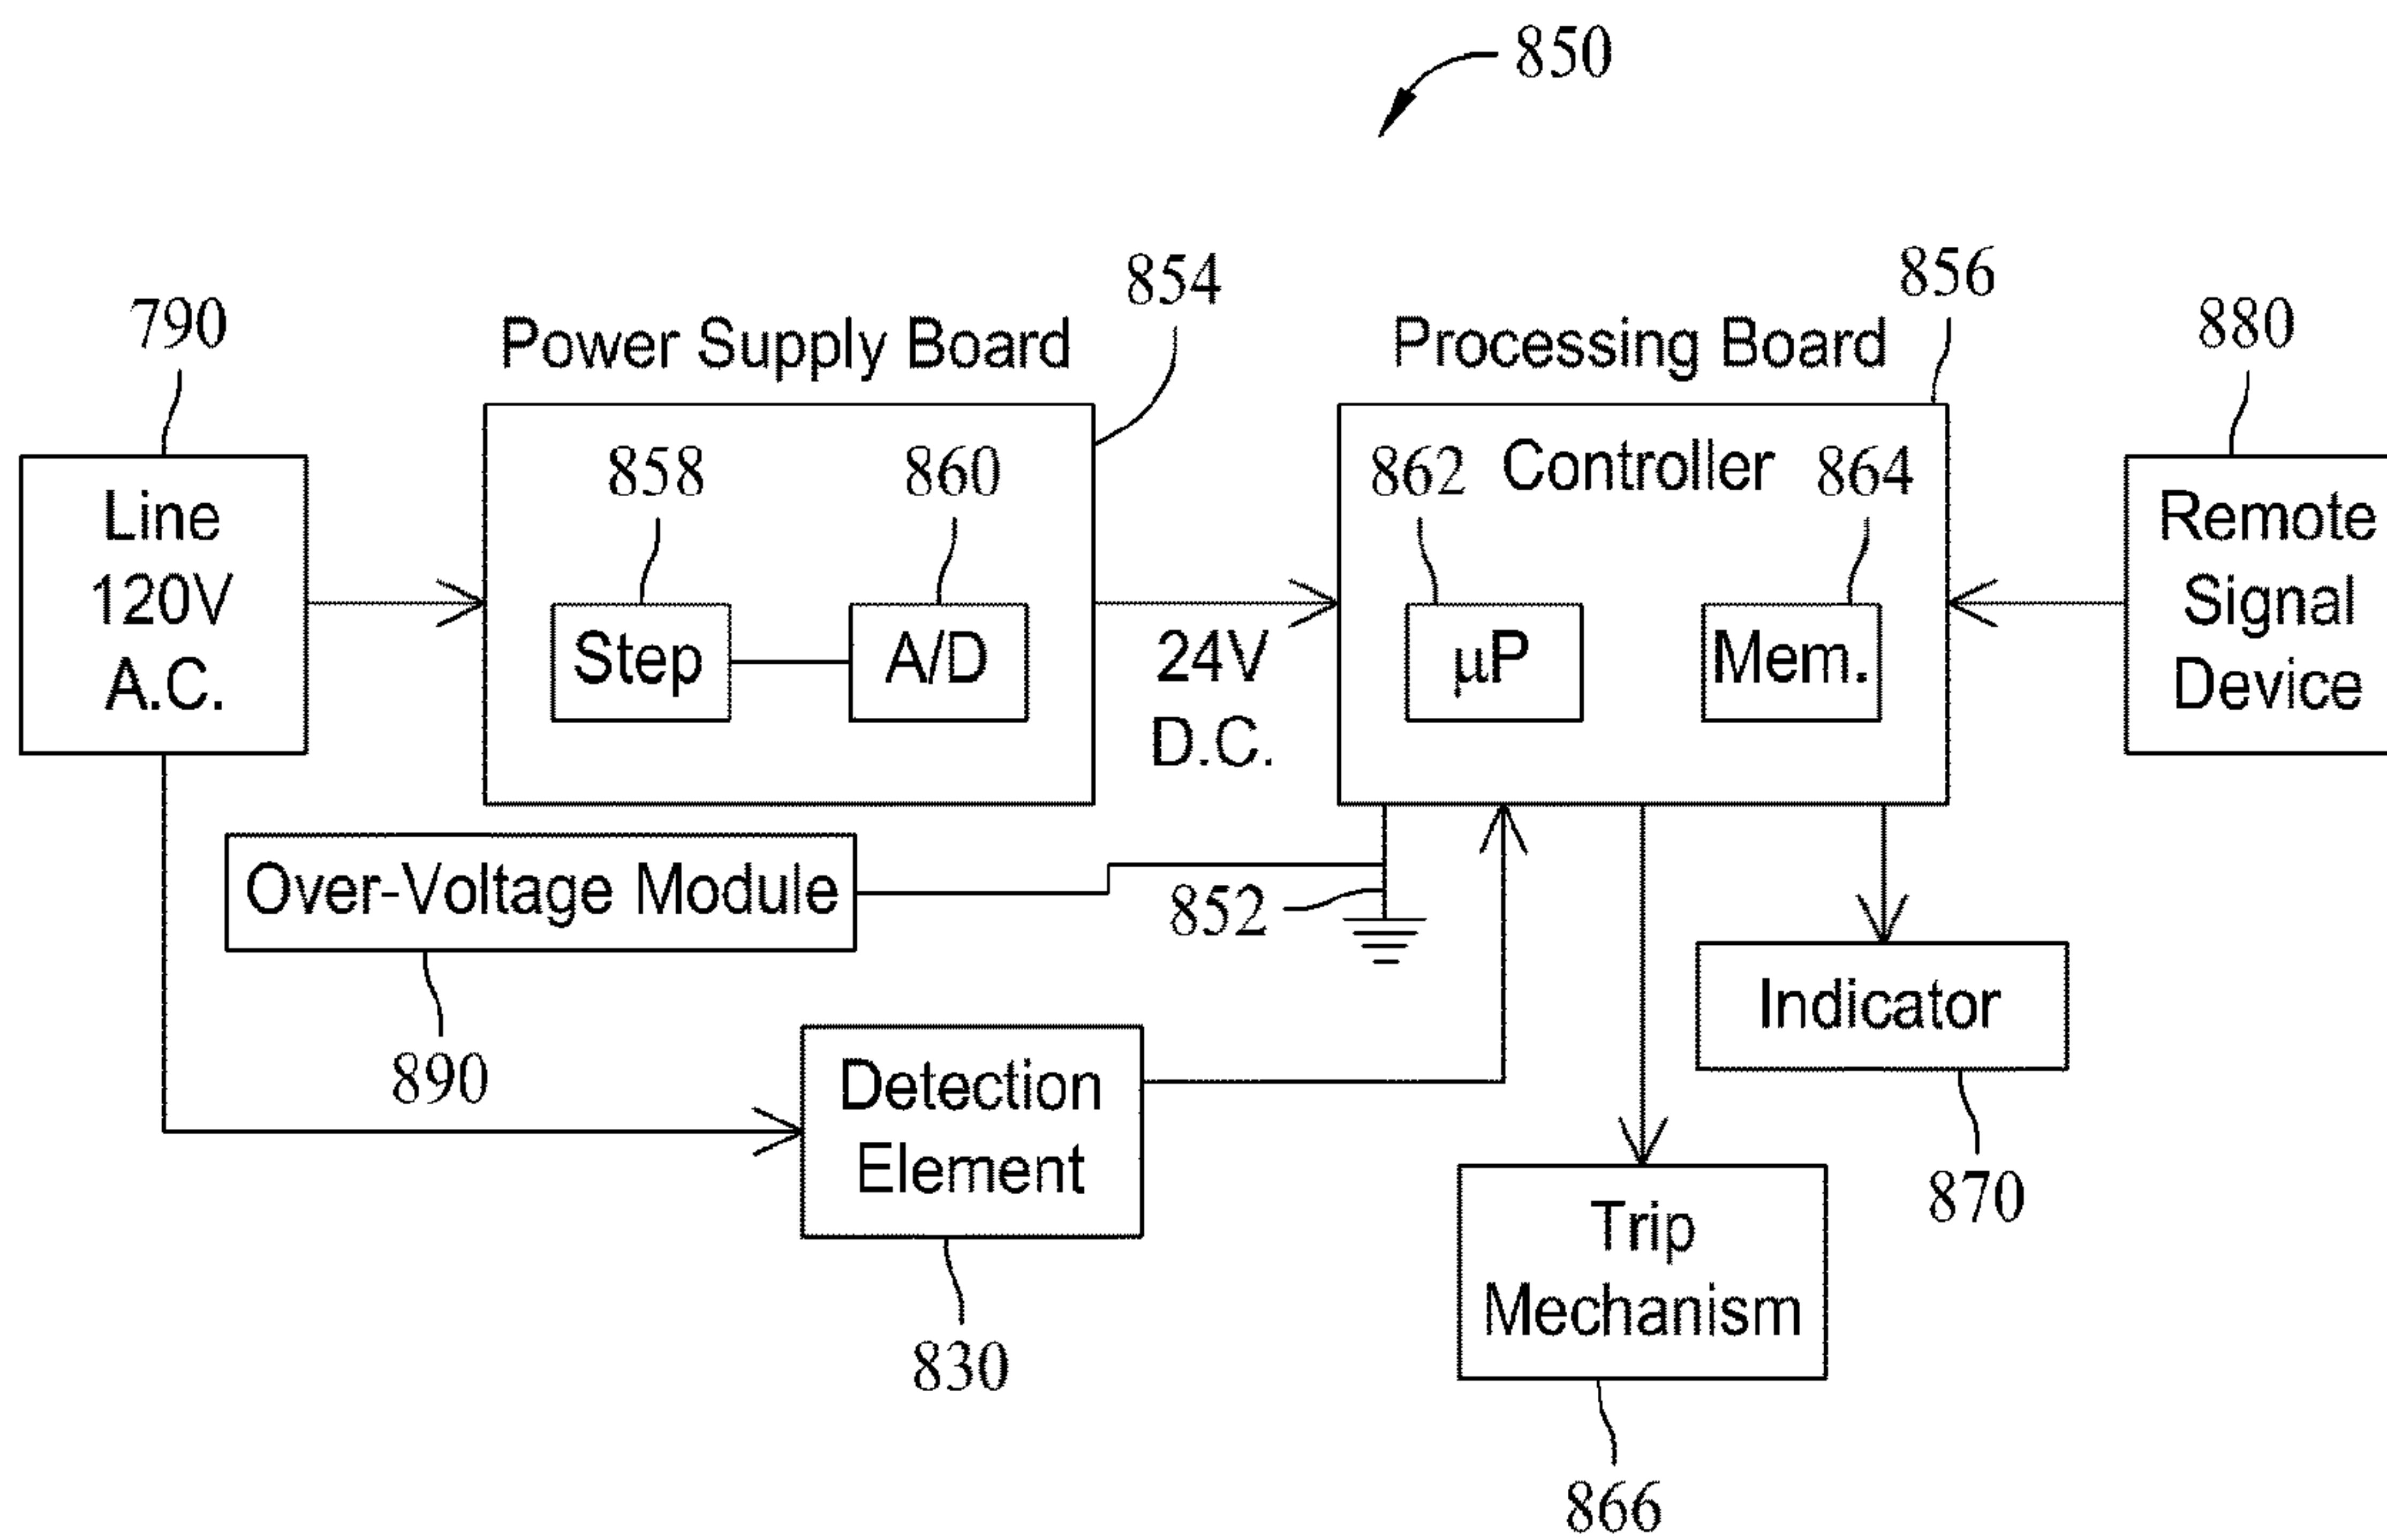 850
790
854
856
880
Power Supply Board
Processing Board
Controller
858
860
862
864
Line
120V
A.C.
Step
A/D
24V
D.C.
µP
Mem.
Remote
Signal
Device
Over-Voltage Module
852
890
Indicator
870
Detection
Element
830
Trip
Mechanism
866